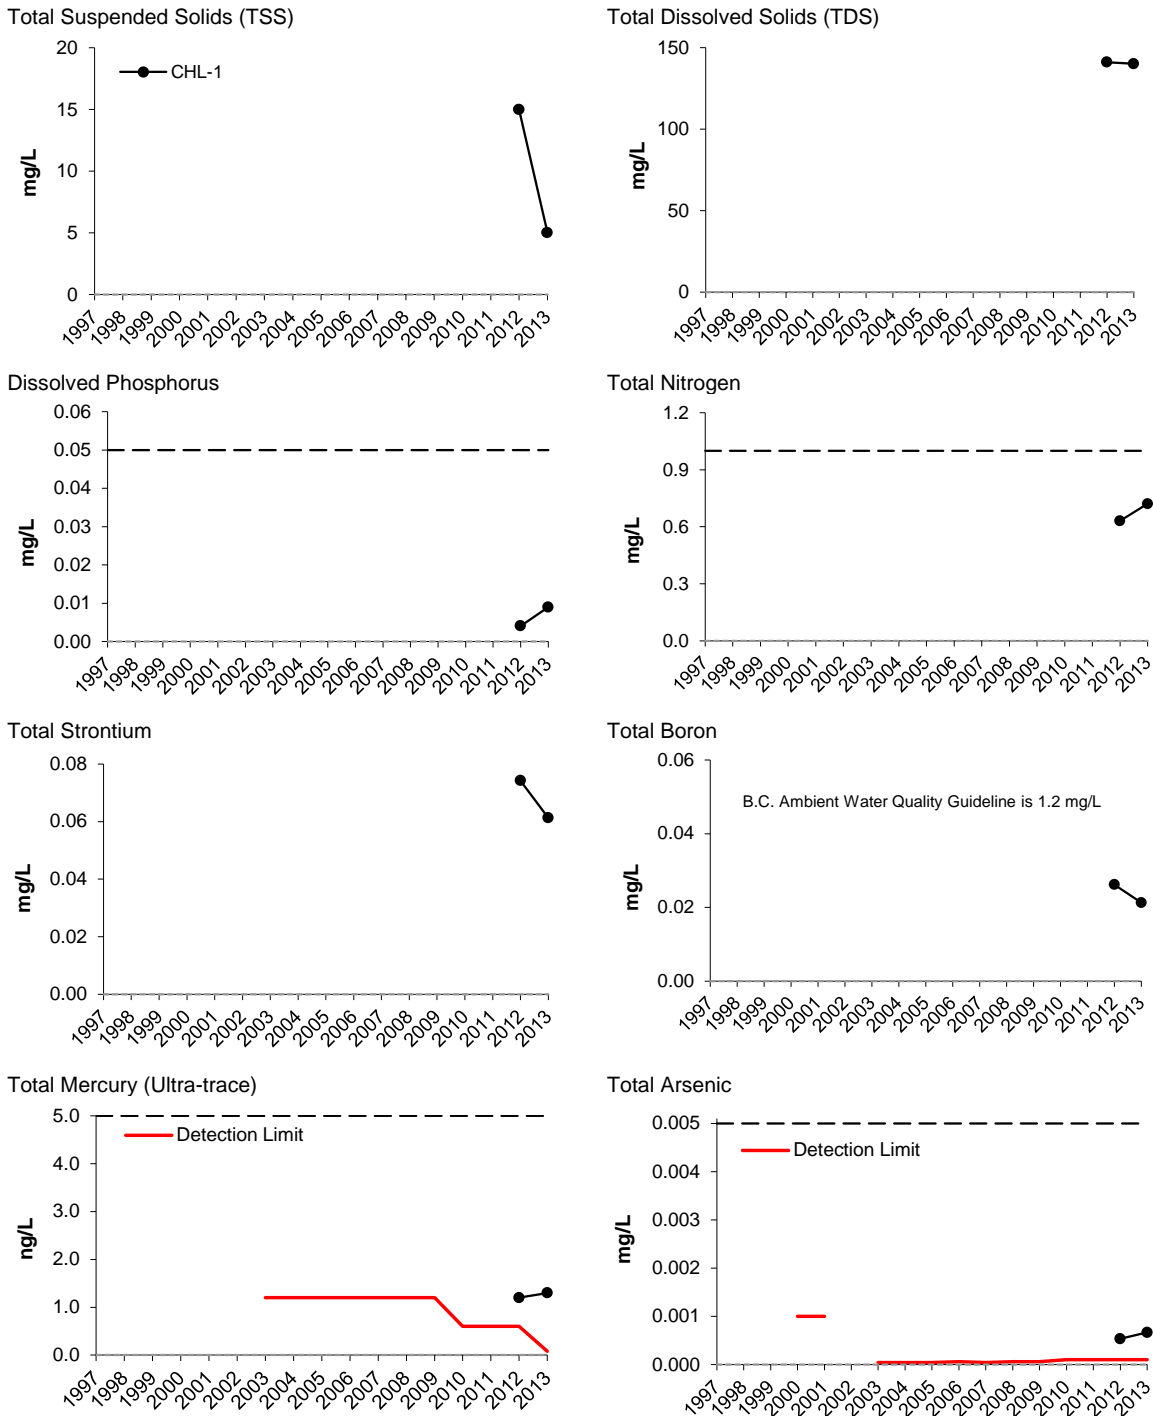 Total Suspended Solids (TSS)
20
15
10
5
0
mg/L
CHL-1
1997 1998 1999 2000 2001 2002 2003 2004 2005 2006 2007 2008 2009 2010 2011 2012 2013
Total Dissolved Solids (TDS)
150
100
50
0
mg/L
1997 1998 1999 2000 2001 2002 2003 2004 2005 2006 2007 2008 2009 2010 2011 2012 2013
Dissolved Phosphorus
0.06
0.05
0.04
0.03
0.02
0.01
0.00
mg/L
1997 1998 1999 2000 2001 2002 2003 2004 2005 2006 2007 2008 2009 2010 2011 2012 2013
Total Nitrogen
1.2
0.9
0.6
0.3
0.0
mg/L
1997 1998 1999 2000 2001 2002 2003 2004 2005 2006 2007 2008 2009 2010 2011 2012 2013
Total Strontium
0.08
0.06
0.04
0.02
0.00
mg/L
1997 1998 1999 2000 2001 2002 2003 2004 2005 2006 2007 2008 2009 2010 2011 2012 2013
Total Boron
0.06
0.04
0.02
0.00
mg/L
B.C. Ambient Water Quality Guideline is 1.2 mg/L
1997 1998 1999 2000 2001 2002 2003 2004 2005 2006 2007 2008 2009 2010 2011 2012 2013
Total Mercury (Ultra-trace)
5.0
4.0
3.0
2.0
1.0
0.0
ng/L
Detection Limit
1997 1998 1999 2000 2001 2002 2003 2004 2005 2006 2007 2008 2009 2010 2011 2012 2013
Total Arsenic
0.005
0.004
0.003
0.002
0.001
0.000
mg/L
Detection Limit
1997 1998 1999 2000 2001 2002 2003 2004 2005 2006 2007 2008 2009 2010 2011 2012 2013